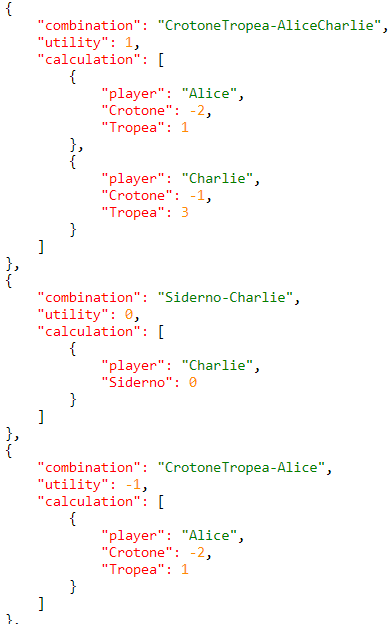 {
    "combination": "CrotoneTropea-AliceCharlie",
    "utility": 1,
    "calculation": [
        {
            "player": "Alice",
            "Crotone": -2,
            "Tropea": 1
        },
        {
            "player": "Charlie",
            "Crotone": -1,
            "Tropea": 3
        }
    ]
},
{
    "combination": "Siderno-Charlie",
    "utility": 0,
    "calculation": [
        {
            "player": "Charlie",
            "Siderno": 0
        }
    ]
},
{
    "combination": "CrotoneTropea-Alice",
    "utility": -1,
    "calculation": [
        {
            "player": "Alice",
            "Crotone": -2,
            "Tropea": 1
        }
    ]
},